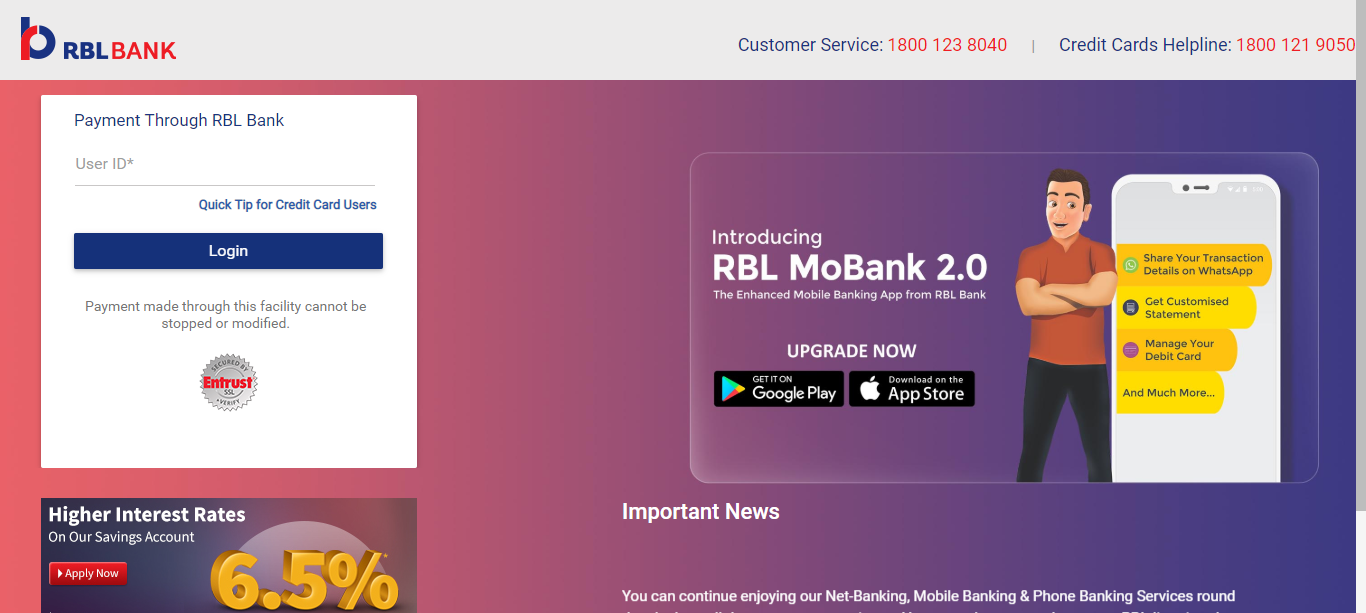 RBL BANK
Customer Service: 1800 123 8040 | Credit Cards Helpline: 1800 121 9050
Payment Through RBL Bank
User ID*
Quick Tip for Credit Card Users
Login
Payment made through this facility cannot be
stopped or modified.
SECURED BY
Entrust
SSL
VERIFY
Higher Interest Rates
On Our Savings Account
6.5%*
Apply Now
Introducing
RBL MoBank 2.0
The Enhanced Mobile Banking App from RBL Bank
UPGRADE NOW
GET IT ON
Google Play
Download on the
App Store
Share Your Transaction
Details on WhatsApp
Get Customised
Statement
Manage Your
Debit Card
And Much More...
Important News
You can continue enjoying our Net-Banking, Mobile Banking & Phone Banking Services round